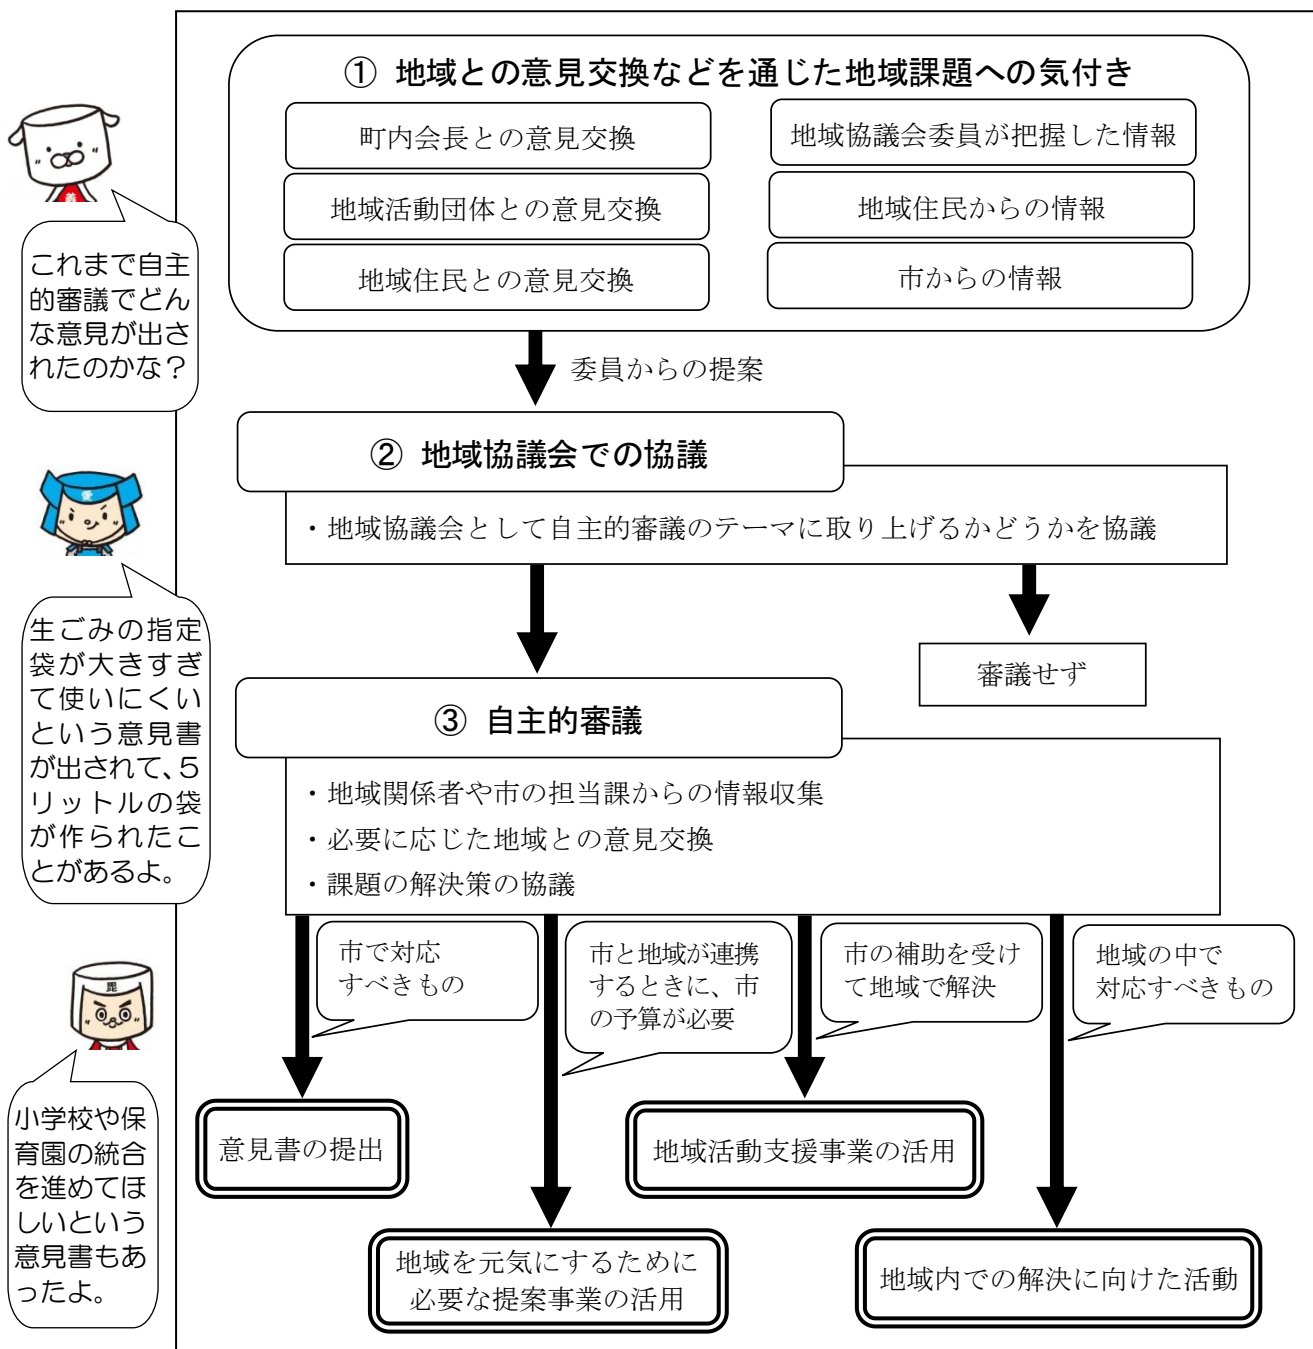 ① 地域との意見交換などを通じた地域課題への気付き
町内会長との意見交換
地域協議会委員が把握した情報
地域活動団体との意見交換
地域住民からの情報
地域住民との意見交換
市からの情報
義
これまで自主
的審議でどん
な意見が出さ
れたのかな？
委員からの提案
② 地域協議会での協議
・地域協議会として自主的審議のテーマに取り上げるかどうかを協議
愛
生ごみの指定
袋が大きすぎ
て使いにくい
という意見書
が出されて、５
リットルの袋
が作られたこ
とがあるよ。
審議せず
③ 自主的審議
・地域関係者や市の担当課からの情報収集
・必要に応じた地域との意見交換
・課題の解決策の協議
市で対応
すべきもの
市と地域が連携
するときに、市
の予算が必要
市の補助を受け
て地域で解決
地域の中で
対応すべきもの
毘
小学校や保
育園の統合
を進めてほ
しいという
意見書もあ
ったよ。
意見書の提出
地域活動支援事業の活用
地域を元気にするために
必要な提案事業の活用
地域内での解決に向けた活動